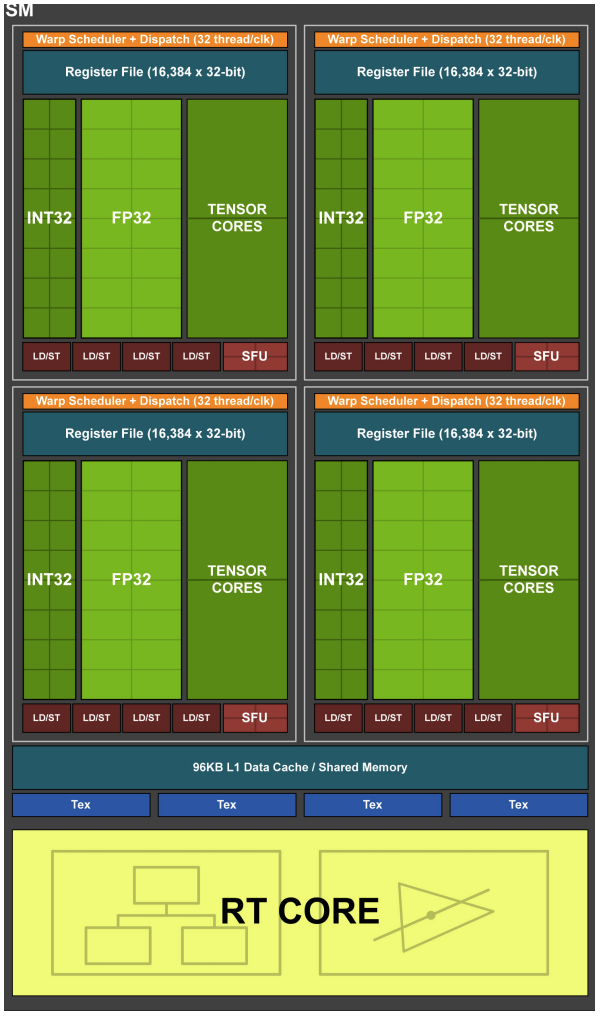 SM
Warp Scheduler + Dispatch (32 thread/clk)
Register File (16,384 x 32-bit)
INT32
FP32
TENSOR
CORES
LD/ST
LD/ST
LD/ST
LD/ST
SFU
Warp Scheduler + Dispatch (32 thread/clk)
Register File (16,384 x 32-bit)
INT32
FP32
TENSOR
CORES
LD/ST
LD/ST
LD/ST
LD/ST
SFU
Warp Scheduler + Dispatch (32 thread/clk)
Register File (16,384 x 32-bit)
INT32
FP32
TENSOR
CORES
LD/ST
LD/ST
LD/ST
LD/ST
SFU
Warp Scheduler + Dispatch (32 thread/clk)
Register File (16,384 x 32-bit)
INT32
FP32
TENSOR
CORES
LD/ST
LD/ST
LD/ST
LD/ST
SFU
96KB L1 Data Cache / Shared Memory
Tex
Tex
Tex
Tex
RT CORE